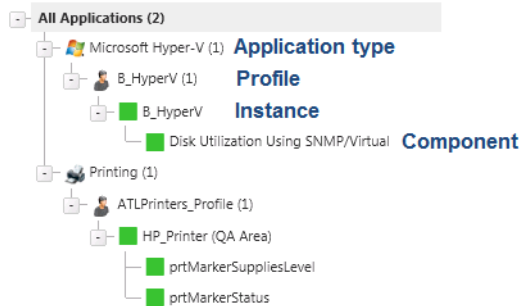 All Applications (2)
Microsoft Hyper-V (1) Application type
B_HyperV (1) Profile
B_HyperV Instance
Disk Utilization Using SNMP/Virtual Component
Printing (1)
ATLPrinters_Profile (1)
HP_Printer (QA Area)
prtMarkerSuppliesLevel
prtMarkerStatus